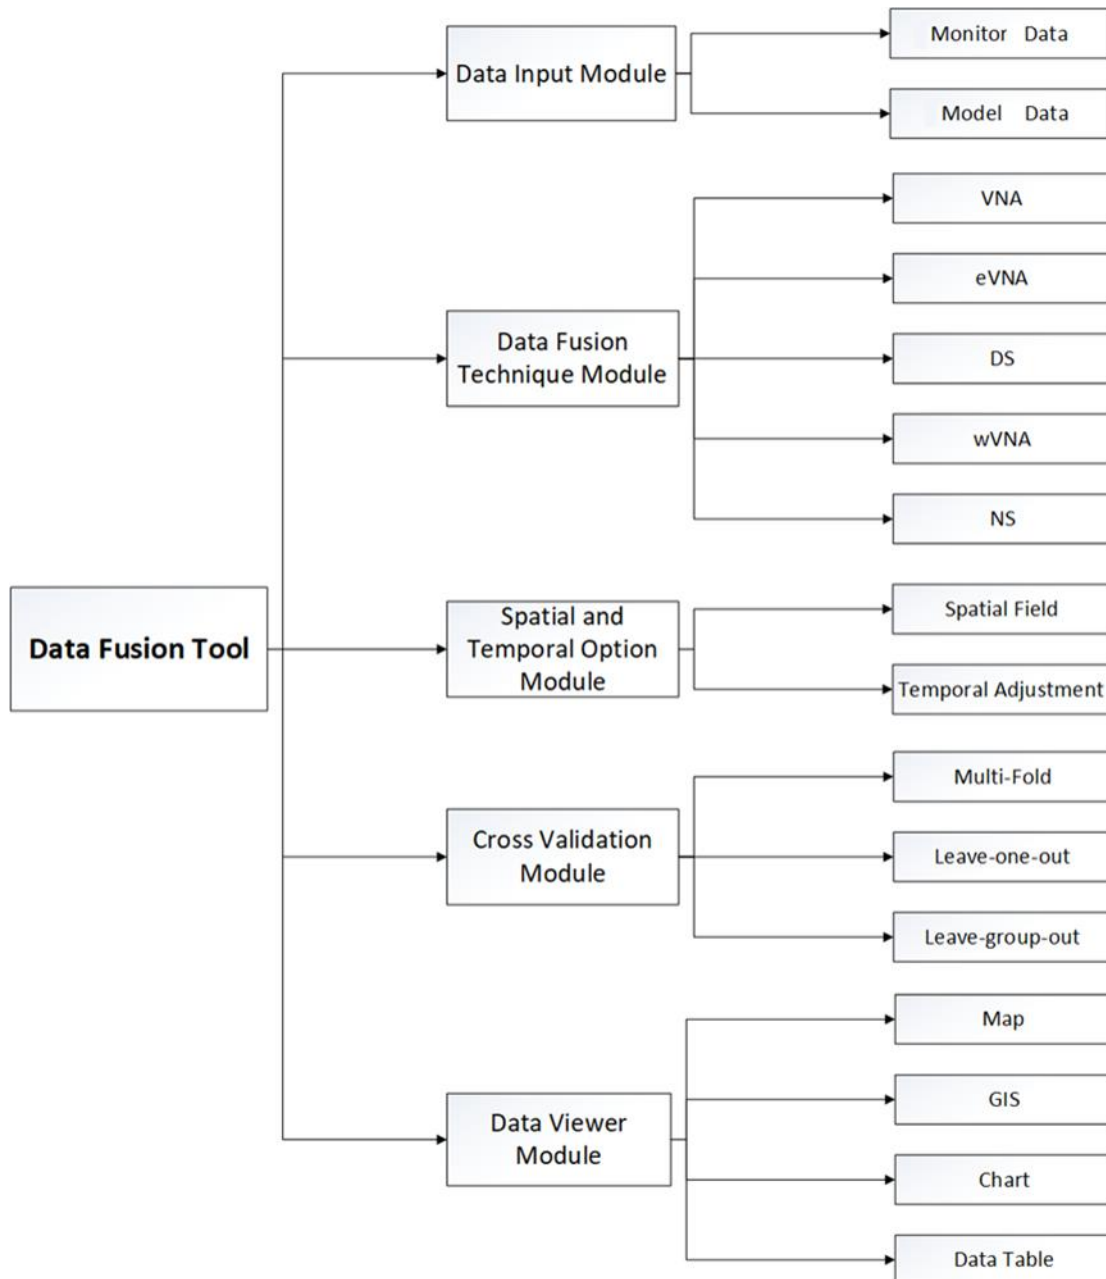 Data Fusion Tool
Data Input Module
Monitor Data
Model Data
Data Fusion
Technique Module
VNA
eVNA
DS
wVNA
NS
Spatial and
Temporal Option
Module
Spatial Field
Temporal Adjustment
Cross Validation
Module
Multi-Fold
Leave-one-out
Leave-group-out
Data Viewer
Module
Map
GIS
Chart
Data Table